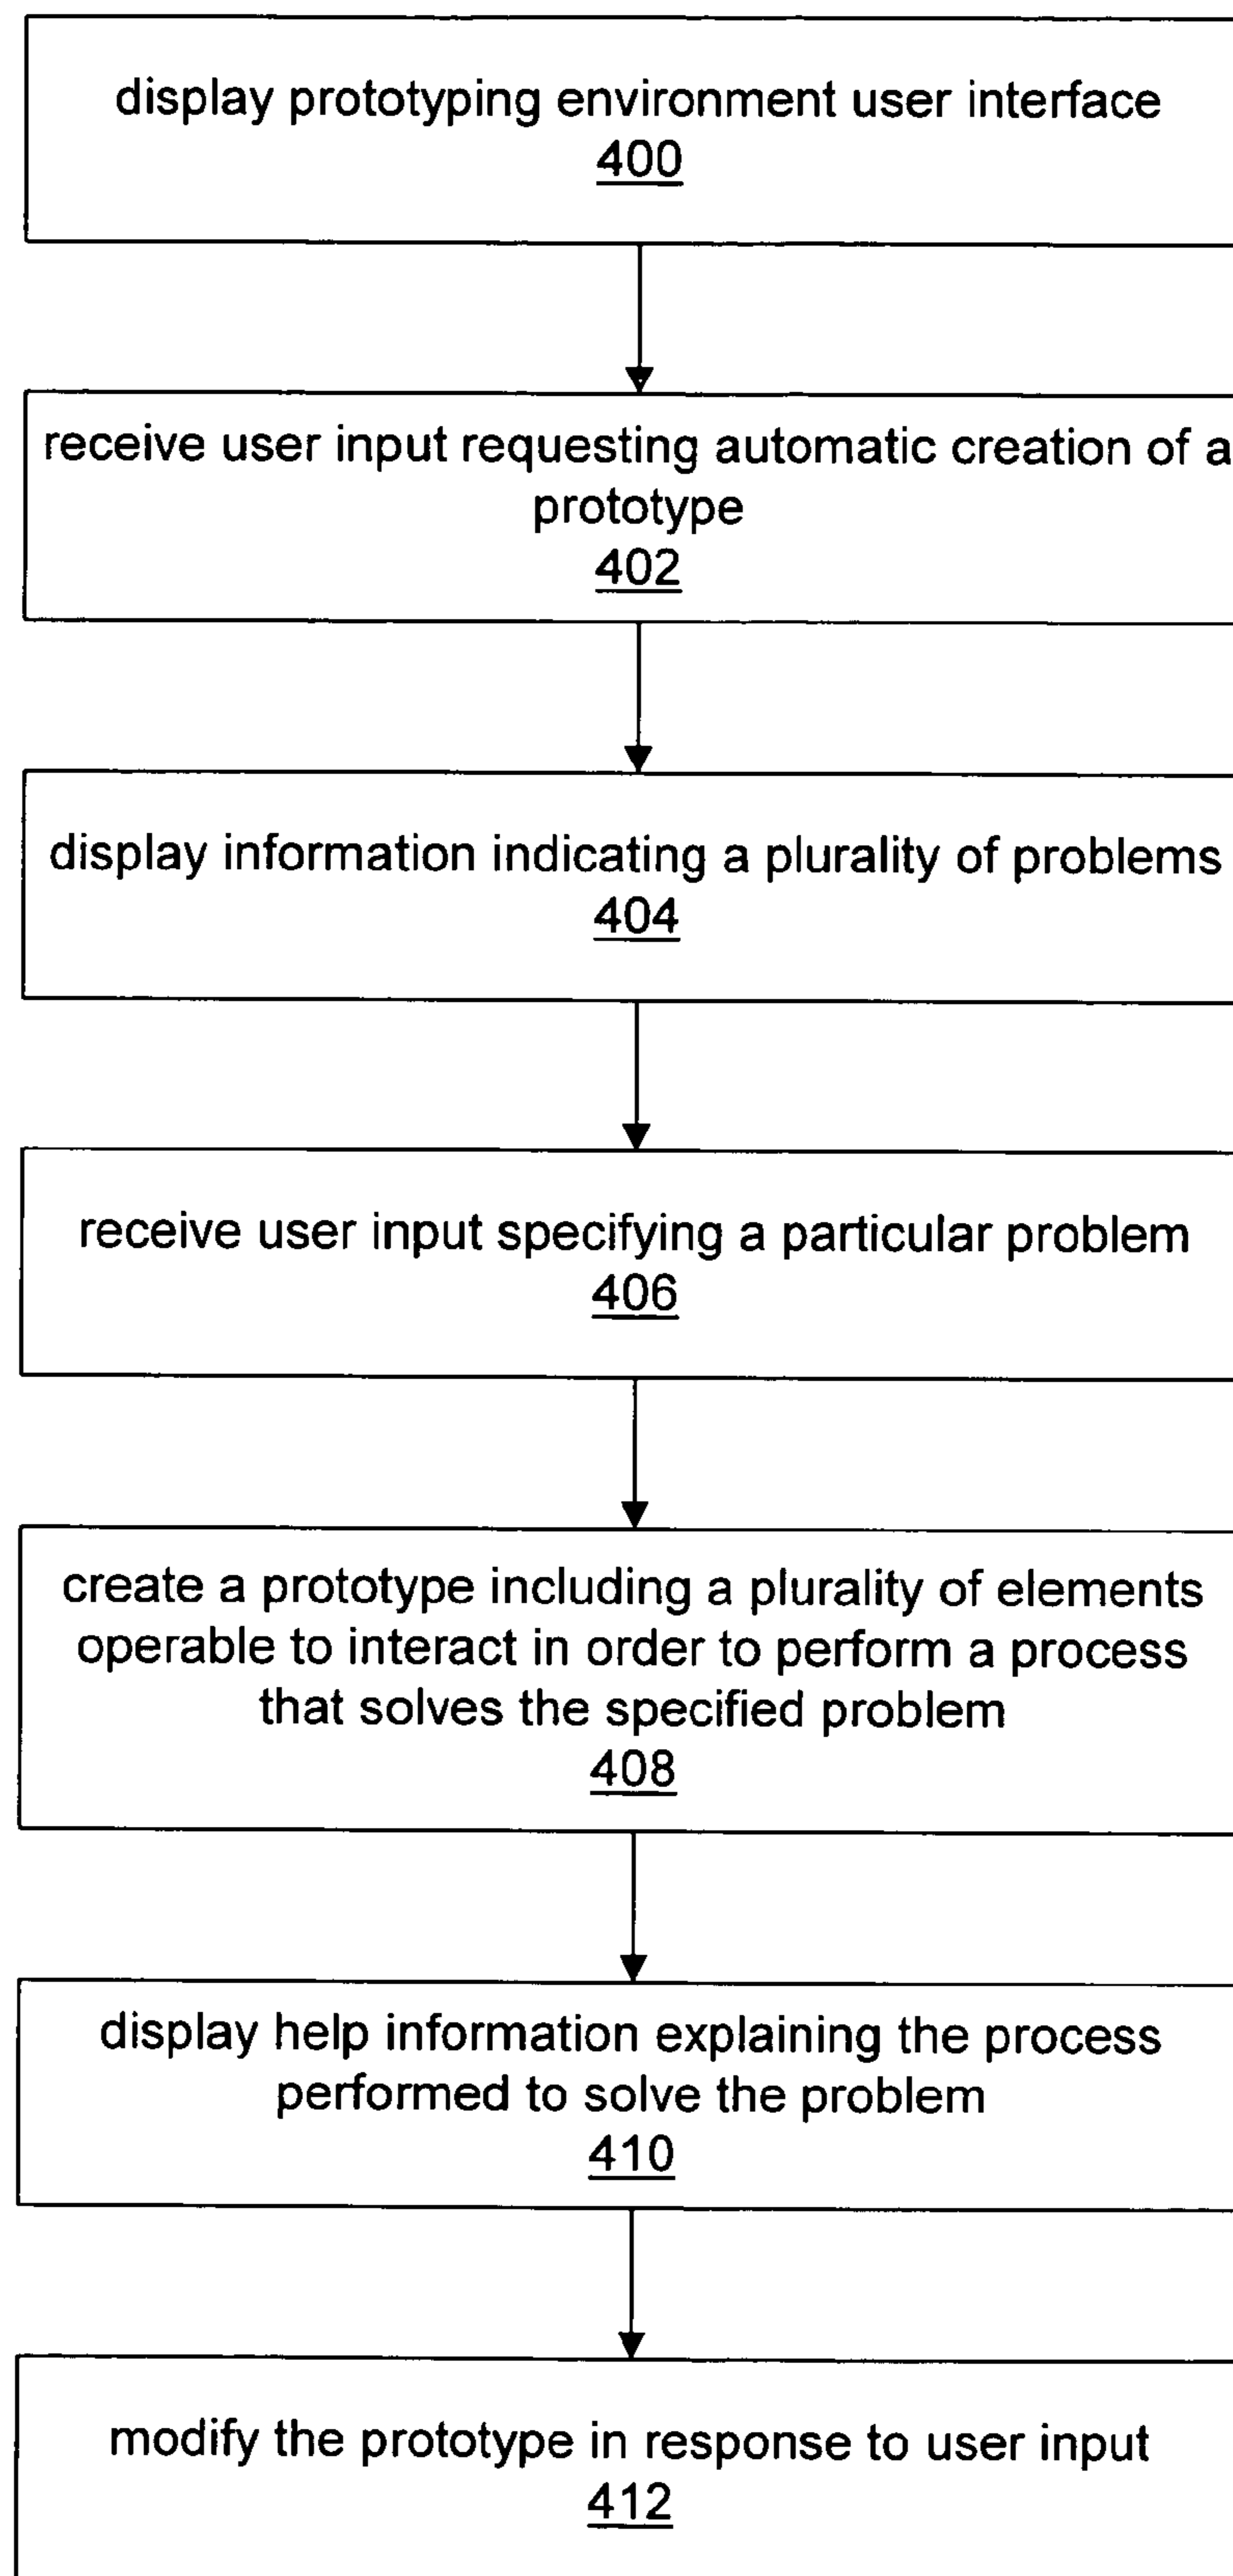 display prototyping environment user interface
400
receive user input requesting automatic creation of a
prototype
402
display information indicating a plurality of problems
404
receive user input specifying a particular problem
406
create a prototype including a plurality of elements
operable to interact in order to perform a process
that solves the specified problem
408
display help information explaining the process
performed to solve the problem
410
modify the prototype in response to user input
412